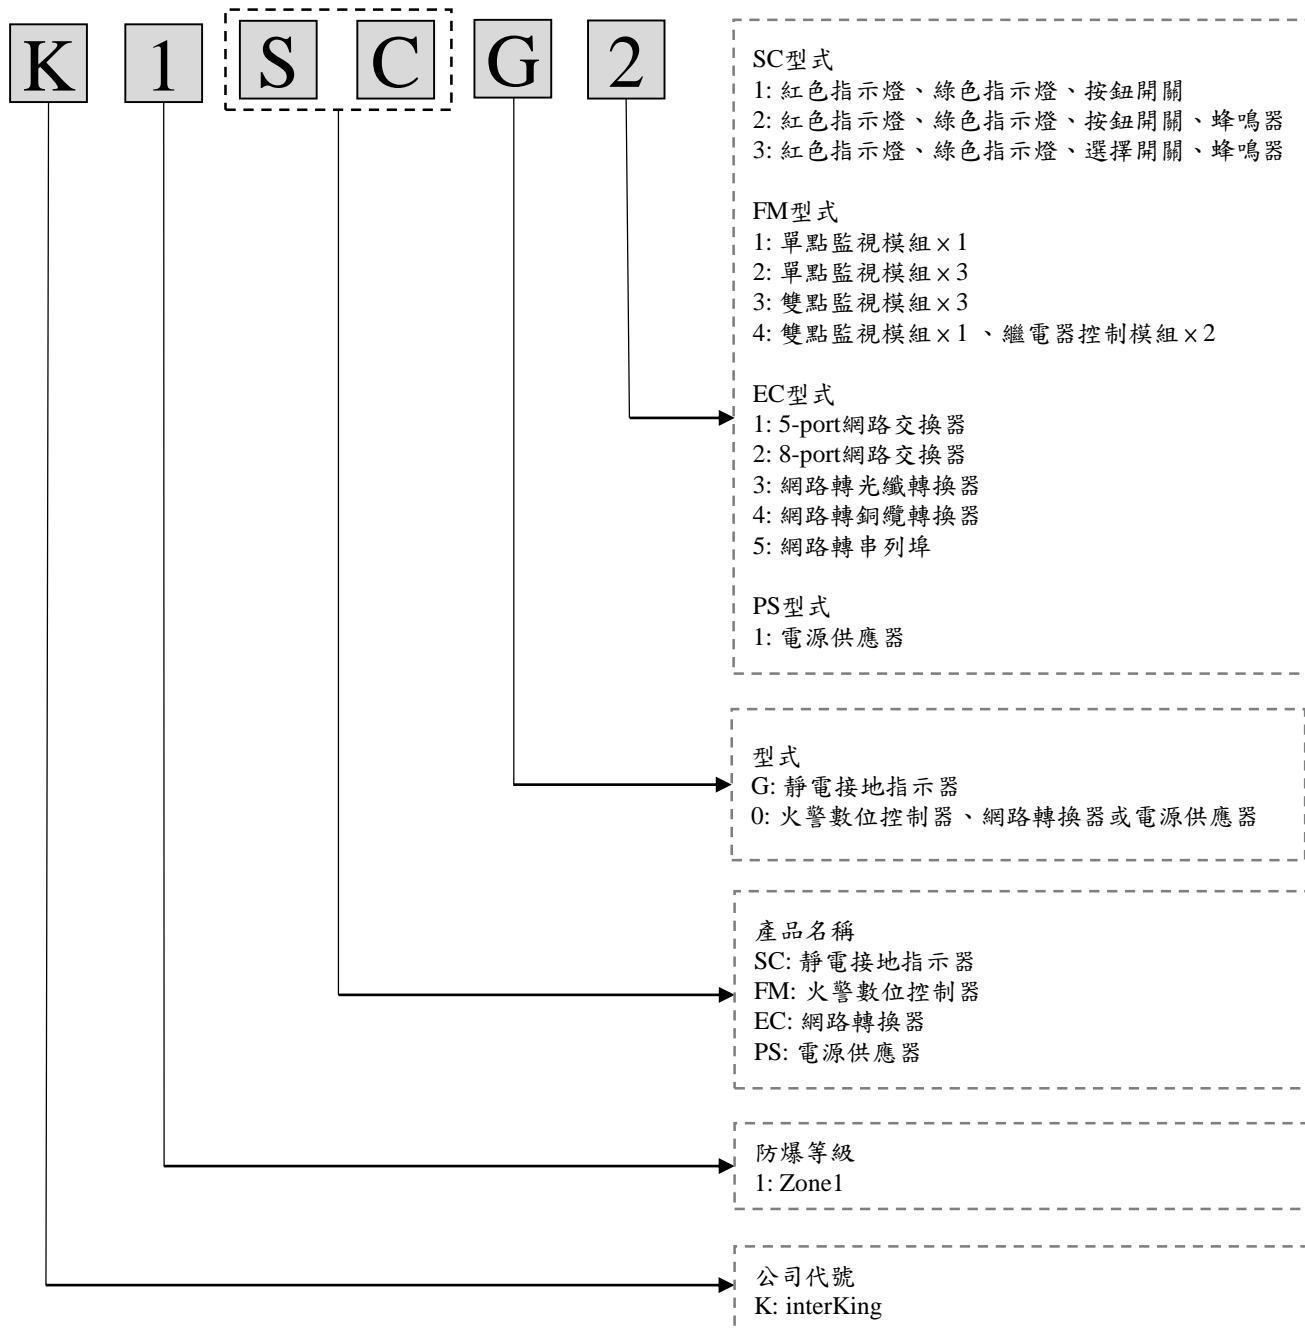 K 1 S C G 2
SC型式
1: 紅色指示燈、綠色指示燈、按鈕開關
2: 紅色指示燈、綠色指示燈、按鈕開關、蜂鳴器
3: 紅色指示燈、綠色指示燈、選擇開關、蜂鳴器
FM型式
1: 單點監視模組×1
2: 單點監視模組×3
3: 雙點監視模組×3
4: 雙點監視模組×1 、繼電器控制模組×2
EC型式
1: 5-port網路交換器
2: 8-port網路交換器
3: 網路轉光纖轉換器
4: 網路轉銅纜轉換器
5: 網路轉串列埠
PS型式
1: 電源供應器
型式
G: 靜電接地指示器
0: 火警數位控制器、網路轉換器或電源供應器
產品名稱
SC: 靜電接地指示器
FM: 火警數位控制器
EC: 網路轉換器
PS: 電源供應器
防爆等級
1: Zone1
公司代號
K: interKing